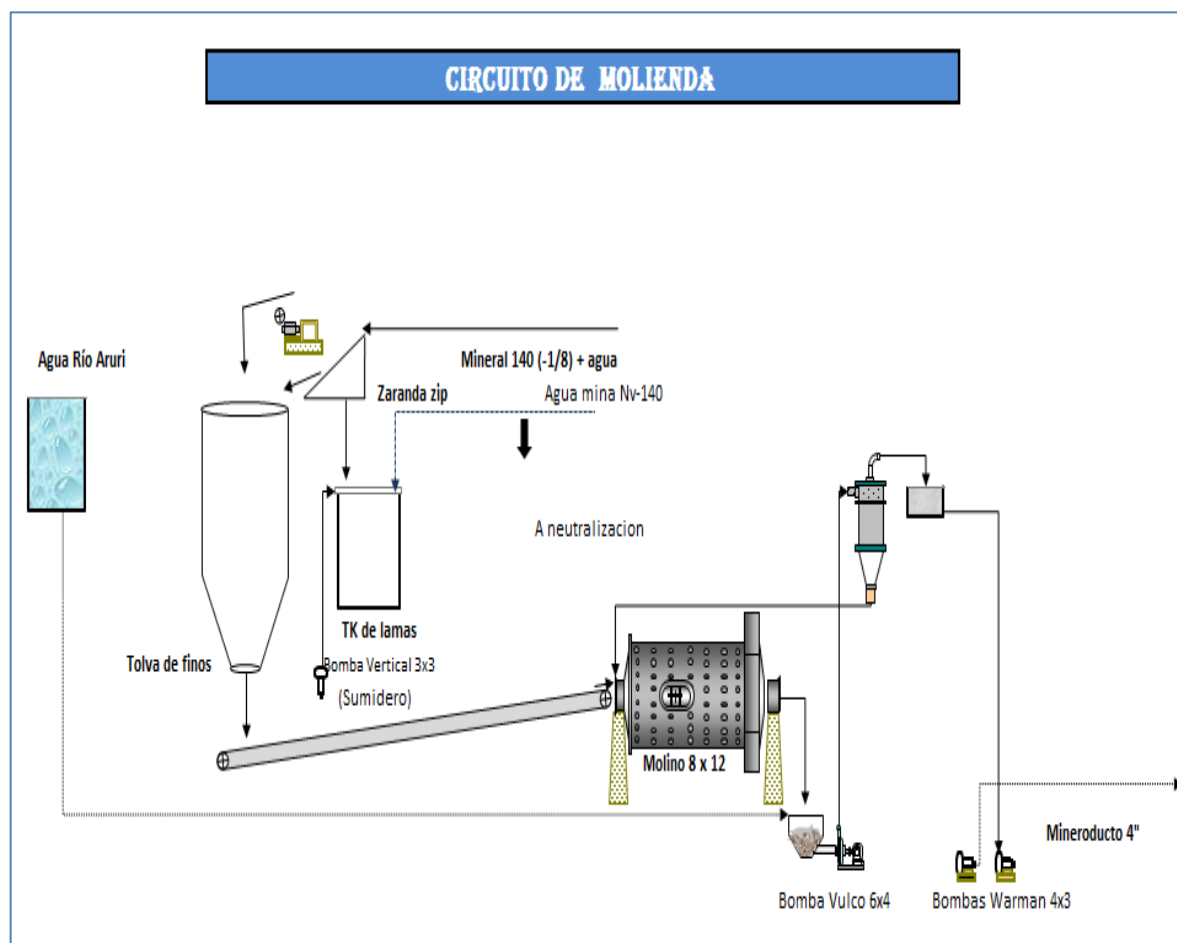 CIRCUITO DE MOLIENDA
Agua Río Aruri
Mineral 140 (-1/8) + agua
Zaranda zip
Agua mina Nv-140
A neutralizacion
TK de lamas
Tolva de finos
Bomba Vertical 3x3
(Sumidero)
Molino 8 x 12
Mineroducto 4"
Bomba Vulco 6x4
Bombas Warman 4x3